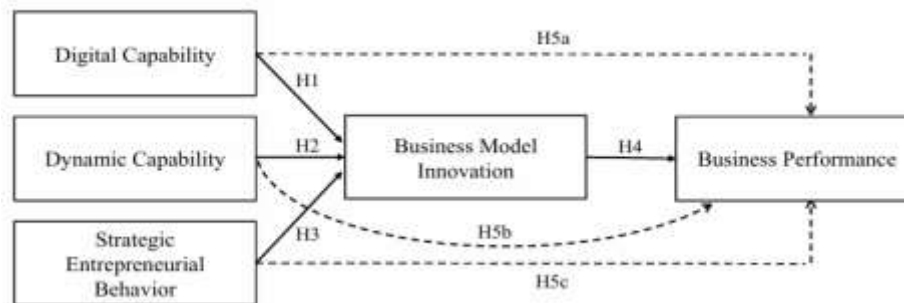 H5a
Digital Capability
H1
Dynamic Capability
H2
Business Model
Innovation
H4
Business Performance
H3
H5b
Strategic
Entrepreneurial
Behavior
H5c